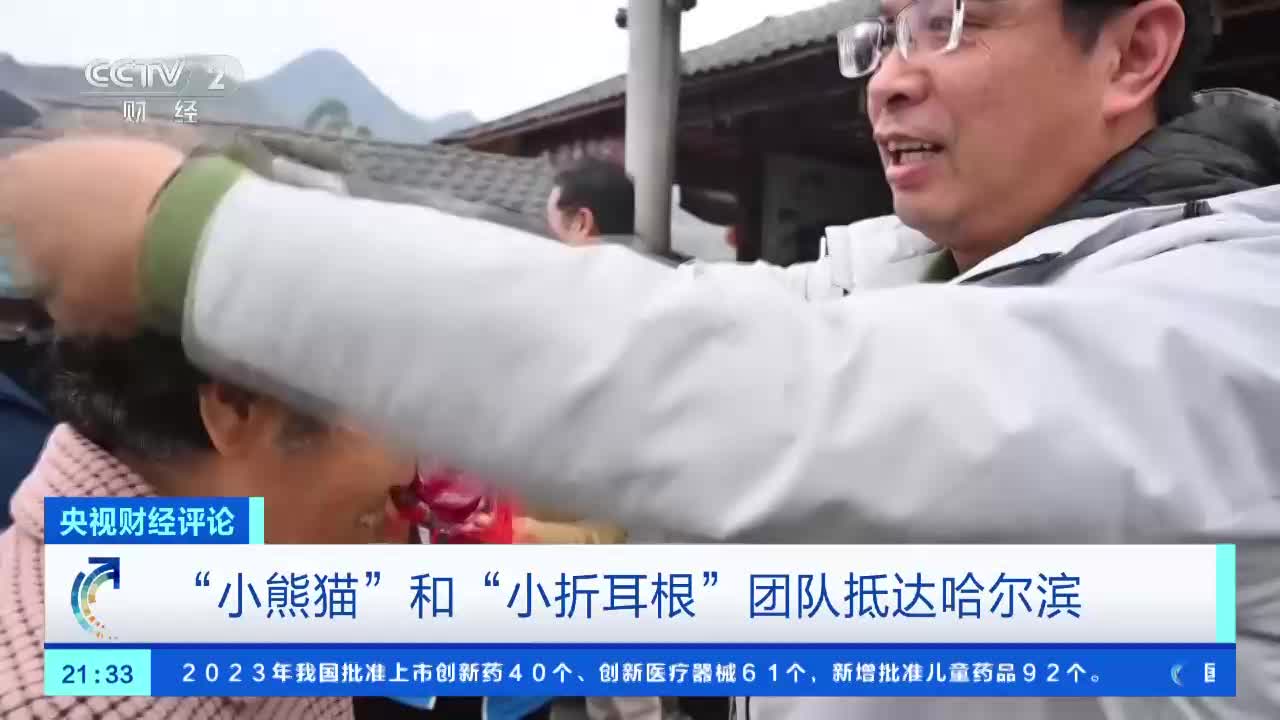 CCTV 2
财 经
央视财经评论
“小熊猫”和“小折耳根”团队抵达哈尔滨
21:33 2023年我国批准上市创新药40个、创新医疗器械61个，新增批准儿童药品92个。